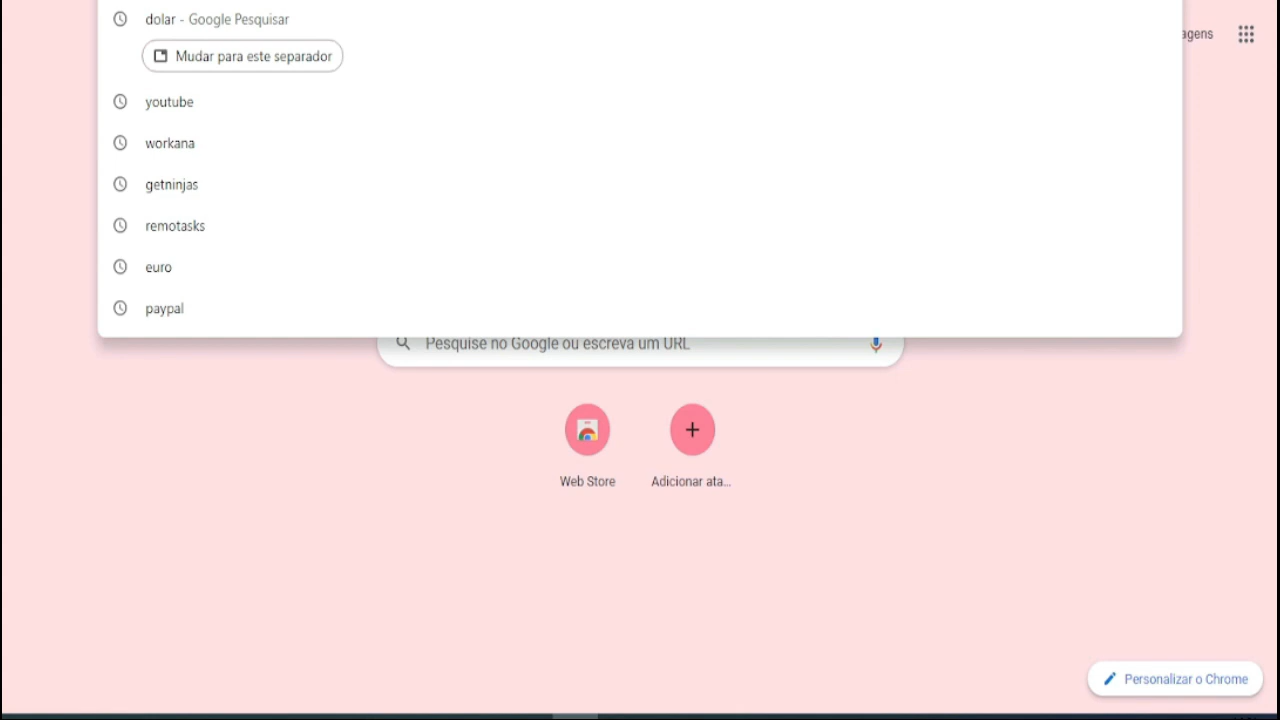 dolar - Google Pesquisar
agens
Mudar para este separador
youtube
workana
getninjas
remotasks
euro
paypal
Pesquise no Google ou escreva um URL
Web Store
Adicionar ata...
Personalizar o Chrome